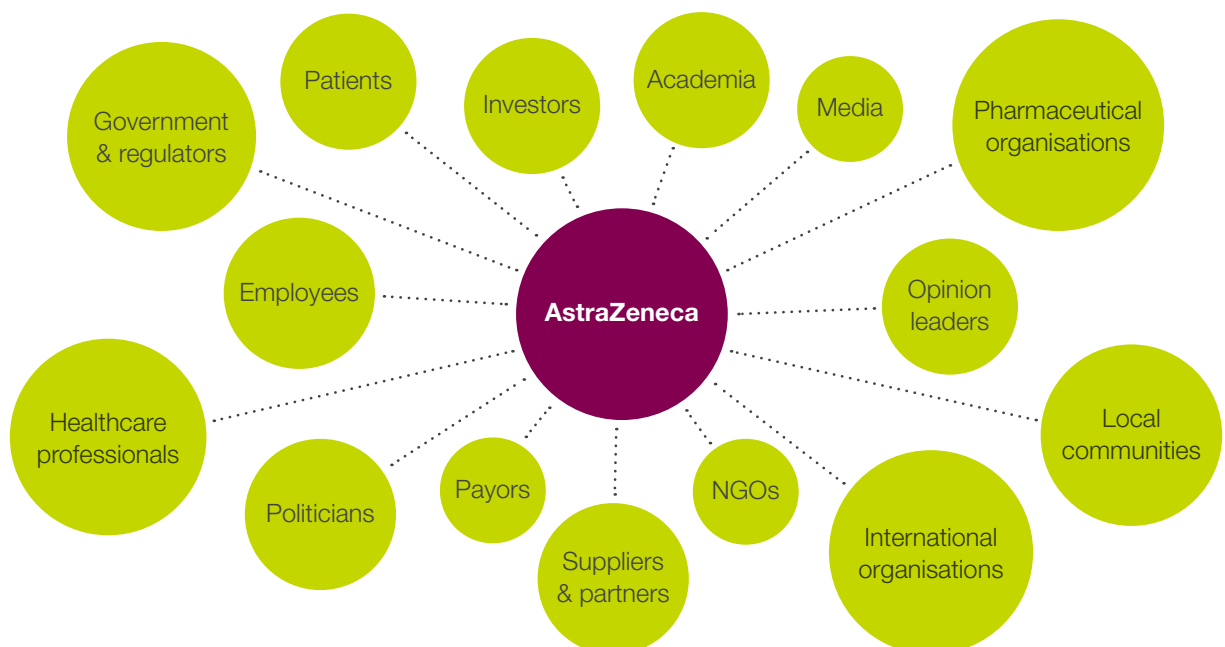 Patients
Academia
Investors
Media
Pharmaceutical
organisations
Government
& regulators
Employees
AstraZeneca
Opinion
leaders
Healthcare
professionals
Local
communities
Politicians
Payors
NGOs
Suppliers
& partners
International
organisations